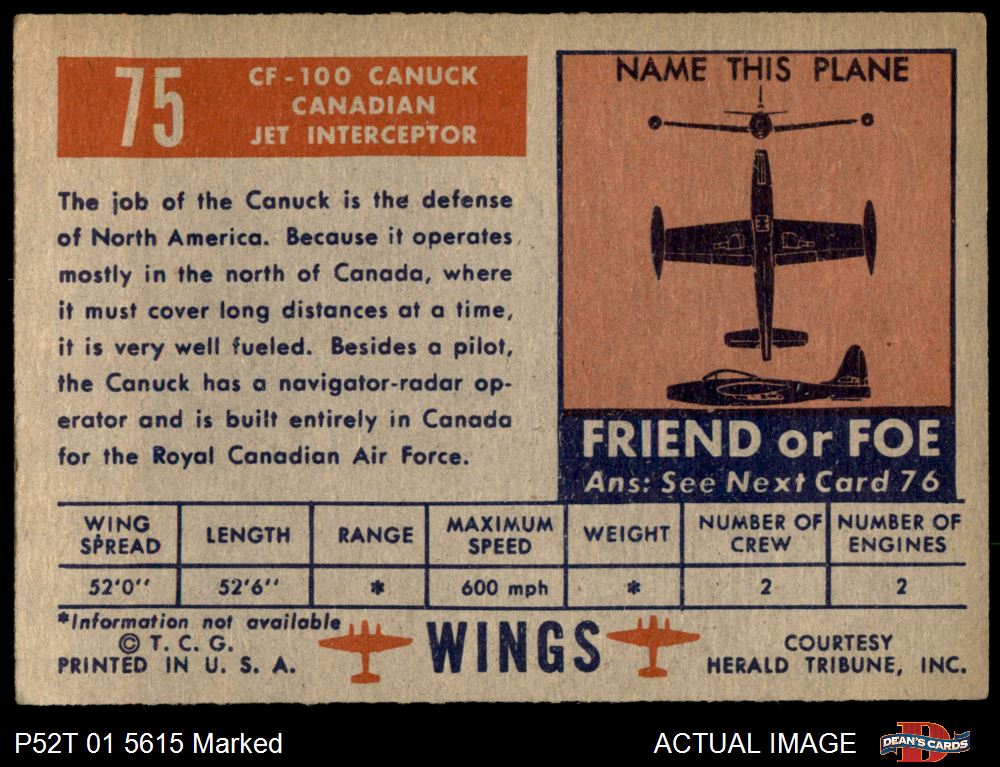 75
CF-100 CANUCK
CANADIAN
JET INTERCEPTOR
The job of the Canuck is the defense
of North America. Because it operates
mostly in the north of Canada, where
it must cover long distances at a time,
it is very well fueled. Besides a pilot,
the Canuck has a navigator-radar op-
erator and is built entirely in Canada
for the Royal Canadian Air Force.
NAME THIS PLANE
FRIEND or FOE
Ans: See Next Card 76
WING SPREAD LENGTH RANGE MAXIMUM SPEED WEIGHT NUMBER OF CREW NUMBER OF ENGINES
52'0'' 52'6'' * 600 mph * 2 2
*Information not available
© T. C. G.
PRINTED IN U. S. A.
WINGS
COURTESY
HERALD TRIBUNE, INC.
P52T 01 5615 Marked
ACTUAL IMAGE
D
DEAN'S CARDS